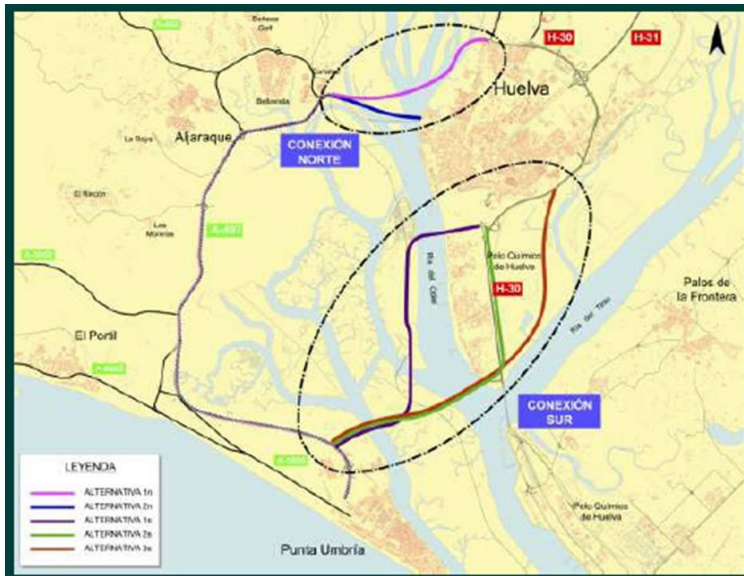 H-30
H-31
Huelva
Bellavista
Aljaraque
CONEXIÓN
NORTE
La Raya
El Rincón
Las
Moreras
A-497
Polo Químico
de Huelva
Ría del Odiel
H-30
Ría del Tinto
Palos de
la Frontera
El Portil
CONEXIÓN
SUR
LEYENDA
ALTERNATIVA 1n
ALTERNATIVA 2n
ALTERNATIVA 1s
ALTERNATIVA 2s
ALTERNATIVA 3s
Polo Químico
de Huelva
Punta Umbría